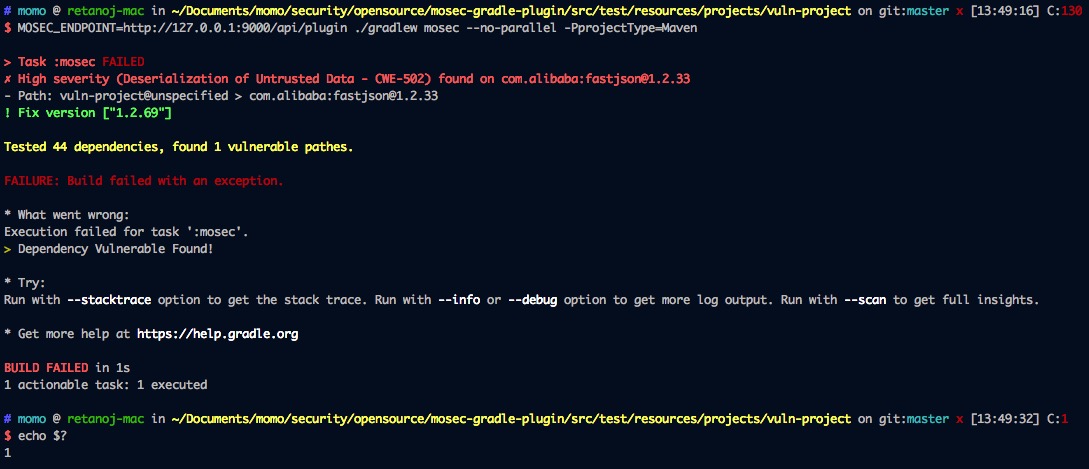 # momo @ retanoj-mac in ~/Documents/momo/security/opensource/mosec-gradle-plugin/src/test/resources/projects/vuln-project on git:master x [13:49:16] C:130
$ MOSEC_ENDPOINT=http://127.0.0.1:9000/api/plugin ./gradlew mosec --no-parallel -PprojectType=Maven
> Task :mosec FAILED
✗ High severity (Deserialization of Untrusted Data - CWE-502) found on com.alibaba:fastjson@1.2.33
- Path: vuln-project@unspecified > com.alibaba:fastjson@1.2.33
! Fix version ["1.2.69"]
Tested 44 dependencies, found 1 vulnerable pathes.
FAILURE: Build failed with an exception.
* What went wrong:
Execution failed for task ':mosec'.
> Dependency Vulnerable Found!
* Try:
Run with --stacktrace option to get the stack trace. Run with --info or --debug option to get more log output. Run with --scan to get full insights.
* Get more help at https://help.gradle.org
BUILD FAILED in 1s
1 actionable task: 1 executed
# momo @ retanoj-mac in ~/Documents/momo/security/opensource/mosec-gradle-plugin/src/test/resources/projects/vuln-project on git:master x [13:49:32] C:1
$ echo $?
1